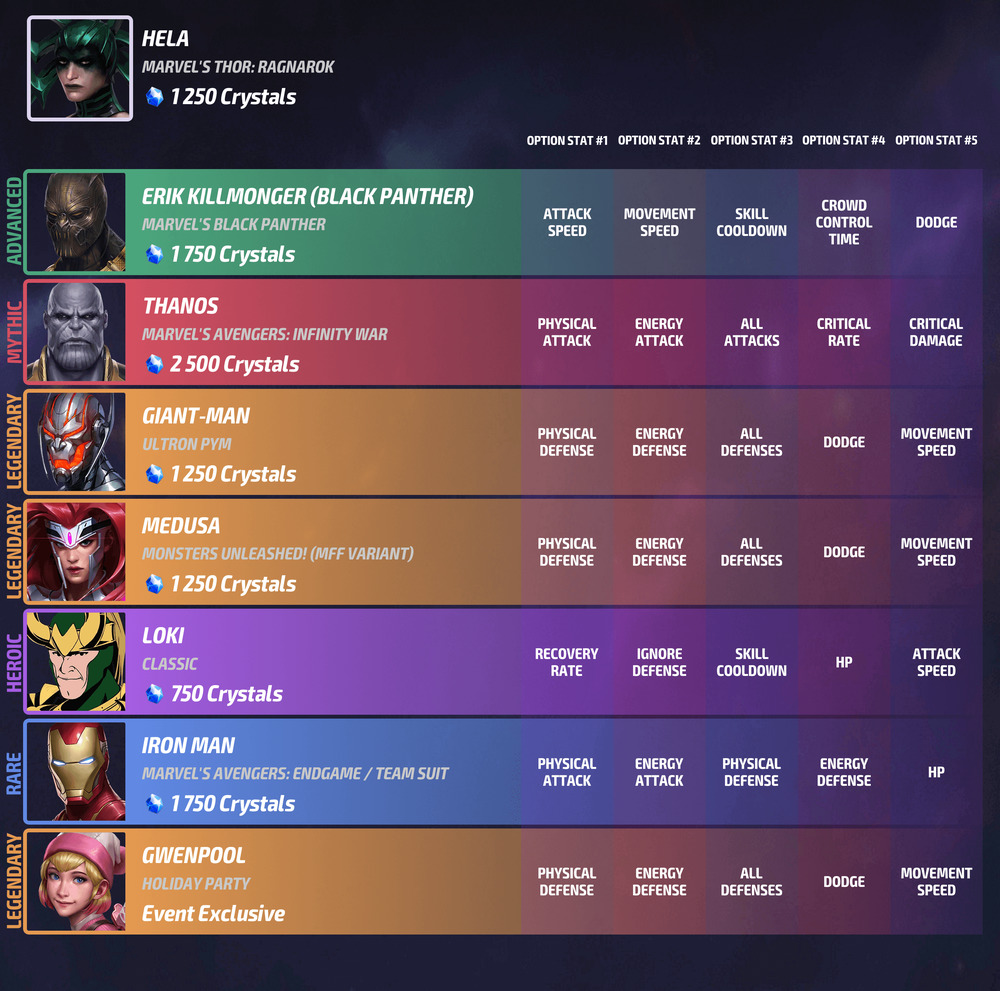 HELA
MARVEL'S THOR: RAGNAROK
1 250 Crystals
OPTION STAT #1 OPTION STAT #2 OPTION STAT #3 OPTION STAT #4 OPTION STAT #5
ADVANCED
ERIK KILLMONGER (BLACK PANTHER)
MARVEL'S BLACK PANTHER
1 750 Crystals
ATTACK
SPEED
MOVEMENT
SPEED
SKILL
COOLDOWN
CROWD
CONTROL
TIME
DODGE
MYTHIC
THANOS
MARVEL'S AVENGERS: INFINITY WAR
2 500 Crystals
PHYSICAL
ATTACK
ENERGY
ATTACK
ALL
ATTACKS
CRITICAL
RATE
CRITICAL
DAMAGE
LEGENDARY
GIANT-MAN
ULTRON PYM
1 250 Crystals
PHYSICAL
DEFENSE
ENERGY
DEFENSE
ALL
DEFENSES
DODGE
MOVEMENT
SPEED
LEGENDARY
MEDUSA
MONSTERS UNLEASHED! (MFF VARIANT)
1 250 Crystals
PHYSICAL
DEFENSE
ENERGY
DEFENSE
ALL
DEFENSES
DODGE
MOVEMENT
SPEED
HEROIC
LOKI
CLASSIC
750 Crystals
RECOVERY
RATE
IGNORE
DEFENSE
SKILL
COOLDOWN
HP
ATTACK
SPEED
RARE
IRON MAN
MARVEL'S AVENGERS: ENDGAME / TEAM SUIT
1 750 Crystals
PHYSICAL
ATTACK
ENERGY
ATTACK
PHYSICAL
DEFENSE
ENERGY
DEFENSE
HP
LEGENDARY
GWENPOOL
HOLIDAY PARTY
Event Exclusive
PHYSICAL
DEFENSE
ENERGY
DEFENSE
ALL
DEFENSES
DODGE
MOVEMENT
SPEED